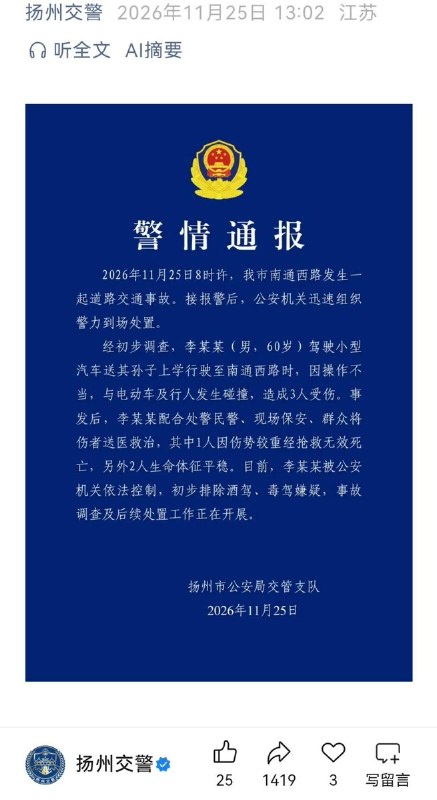 扬州交警 2026年11月25日 13:02 江苏
听全文 AI摘要
警情通报
2026年11月25日8时许，我市南通西路发生一
起道路交通事故。接报警后，公安机关迅速组织
警力到场处置。
经初步调查，李某某（男，60岁）驾驶小型
汽车送其孙子上学行驶至南通西路时，因操作不
当，与电动车及行人发生碰撞，造成3人受伤。事
发后，李某某配合处警民警、现场保安、群众将
伤者送医救治，其中1人因伤势较重经抢救无效死
亡，另外2人生命体征平稳。目前，李某某被公安
机关依法控制，初步排除酒驾、毒驾嫌疑，事故
调查及后续处置工作正在开展。
扬州市公安局交管支队
2026年11月25日
扬州交警
25 1419 3 写留言